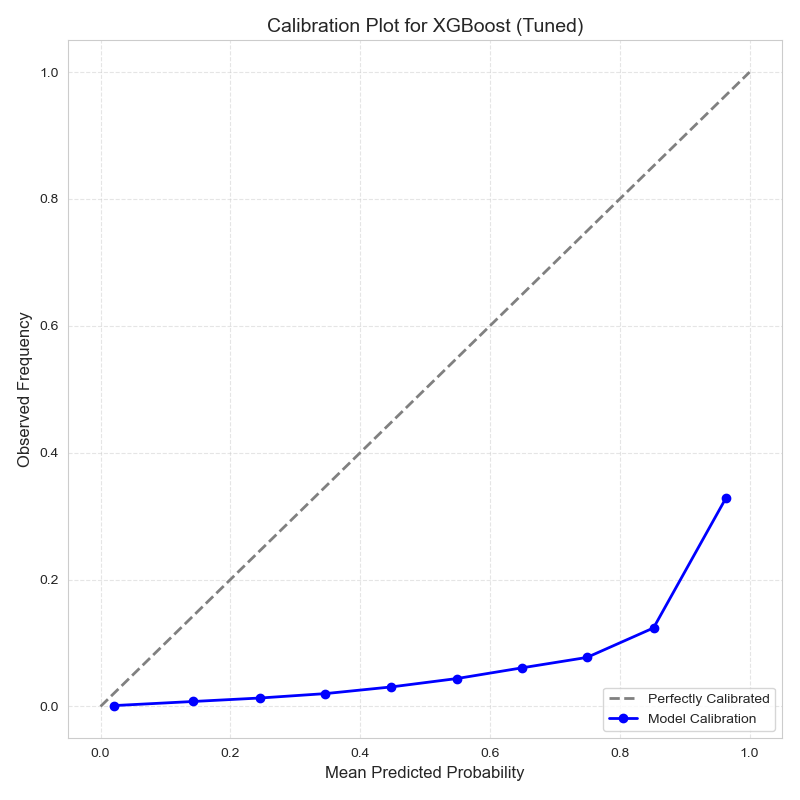 Calibration Plot for XGBoost (Tuned)
1.0
0.8
0.6
0.4
0.2
0.0
Observed Frequency
0.0 0.2 0.4 0.6 0.8 1.0
Mean Predicted Probability
Perfectly Calibrated
Model Calibration